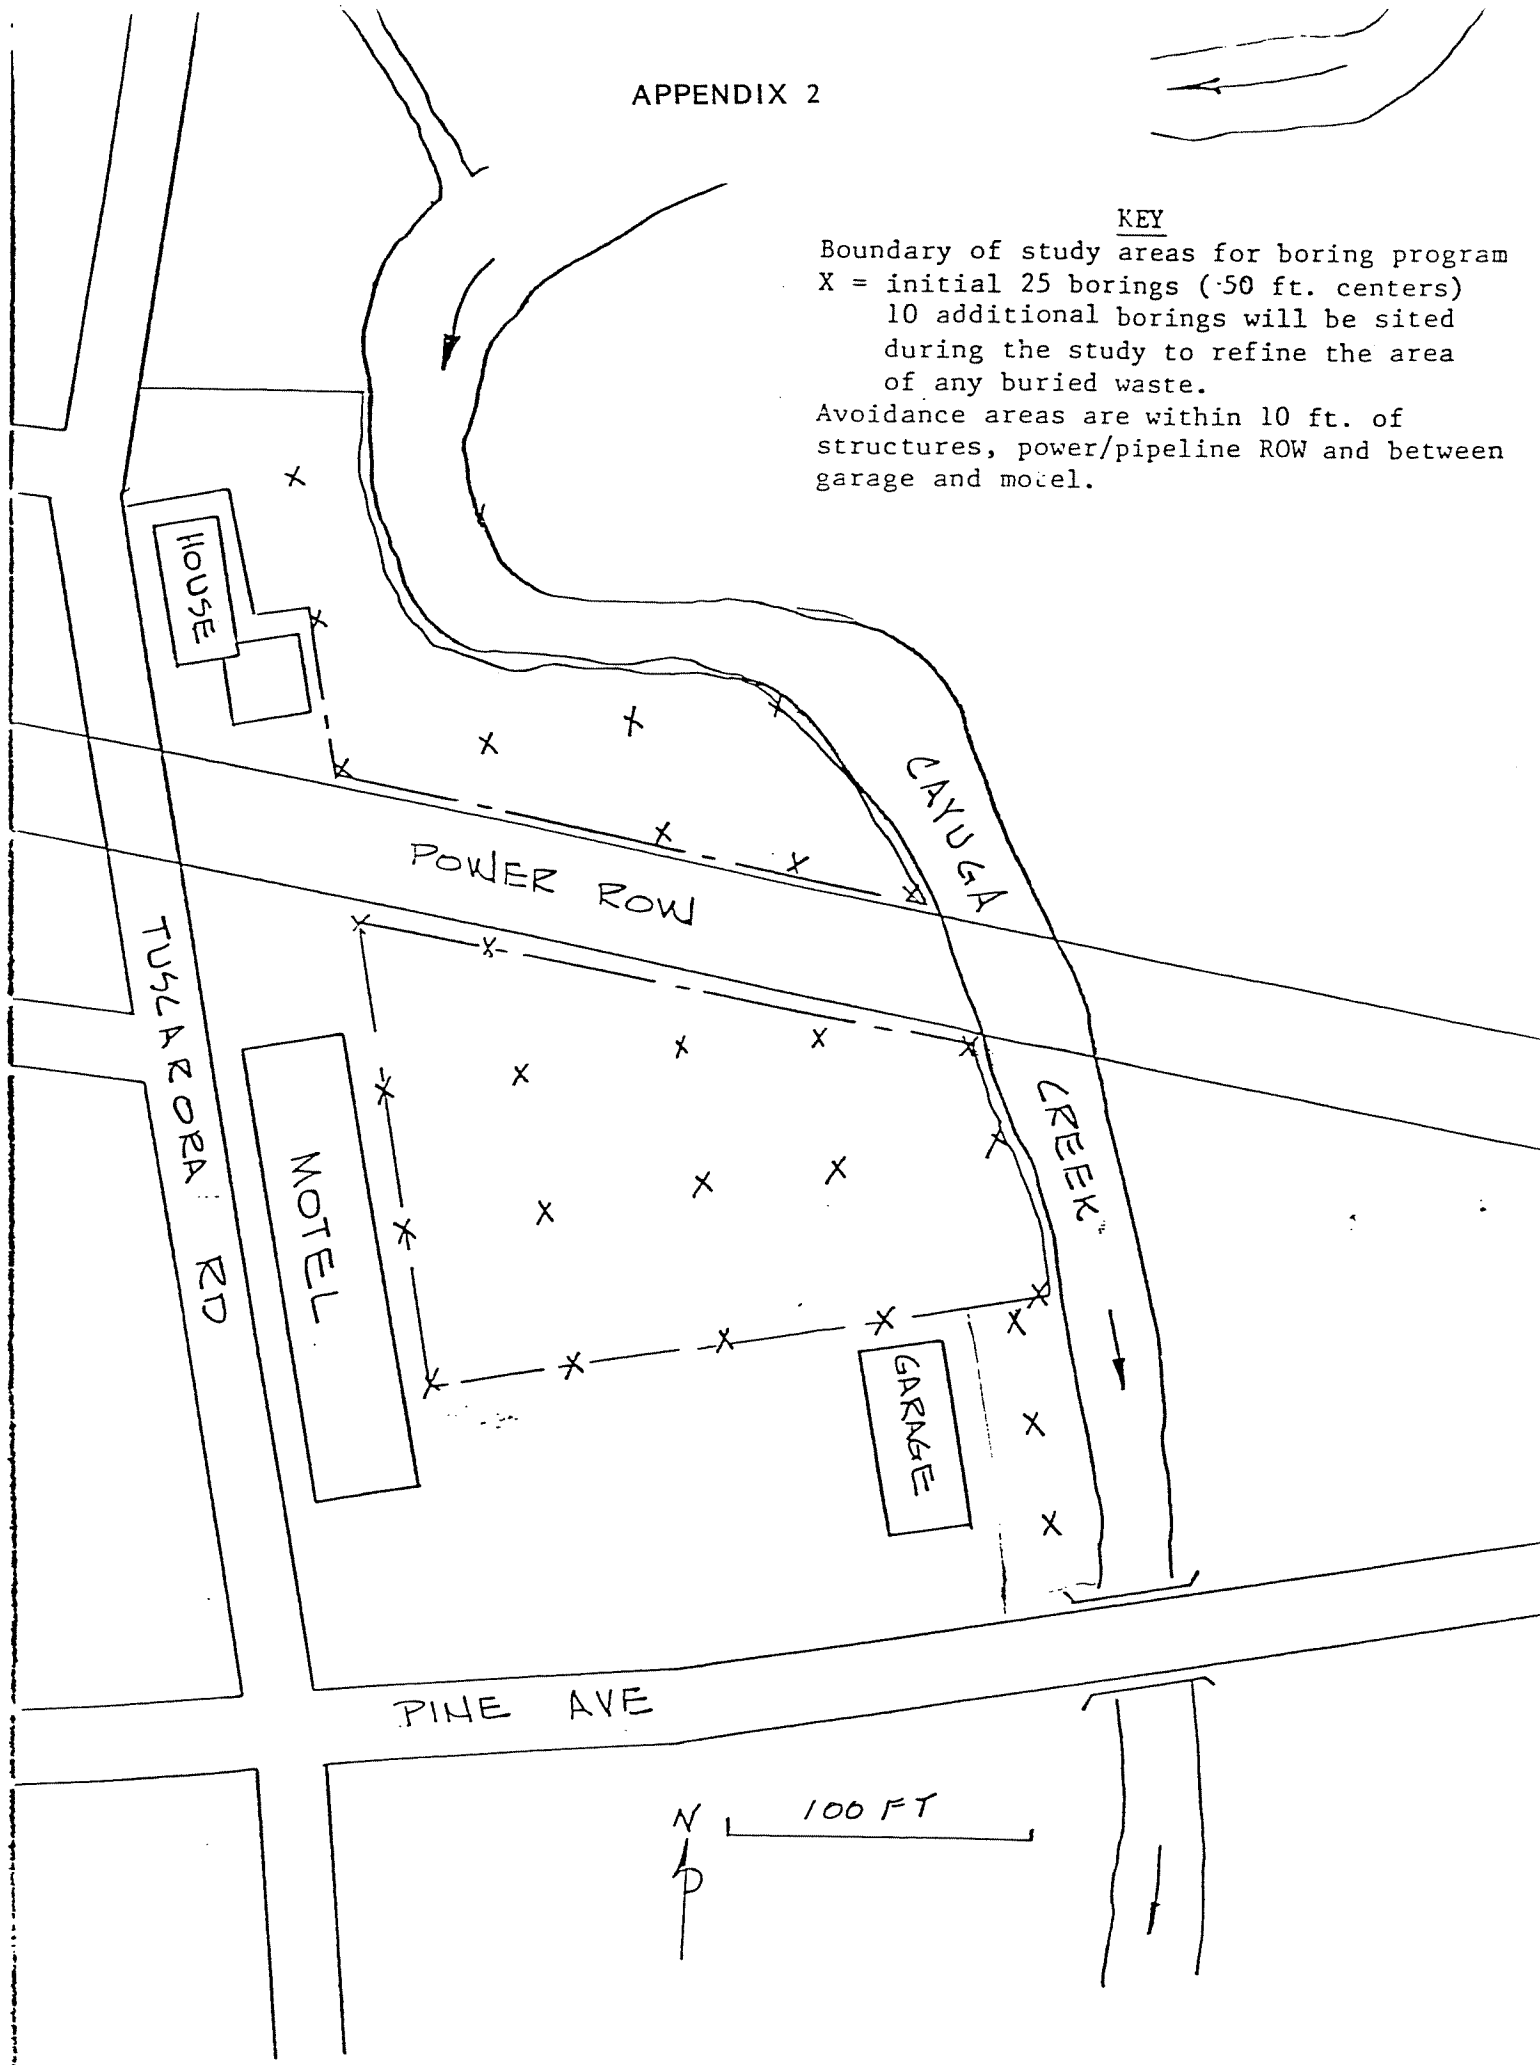 APPENDIX 2
KEY
Boundary of study areas for boring program
X = initial 25 borings (50 ft. centers)
10 additional borings will be sited
during the study to refine the area
of any buried waste.
Avoidance areas are within 10 ft. of
structures, power/pipeline ROW and between
garage and motel.
HOUSE
CAYUGA
POWER ROW
TUSCARORA RD
CREEK
MOTEL
GARAGE
PINE AVE
N
100 FT